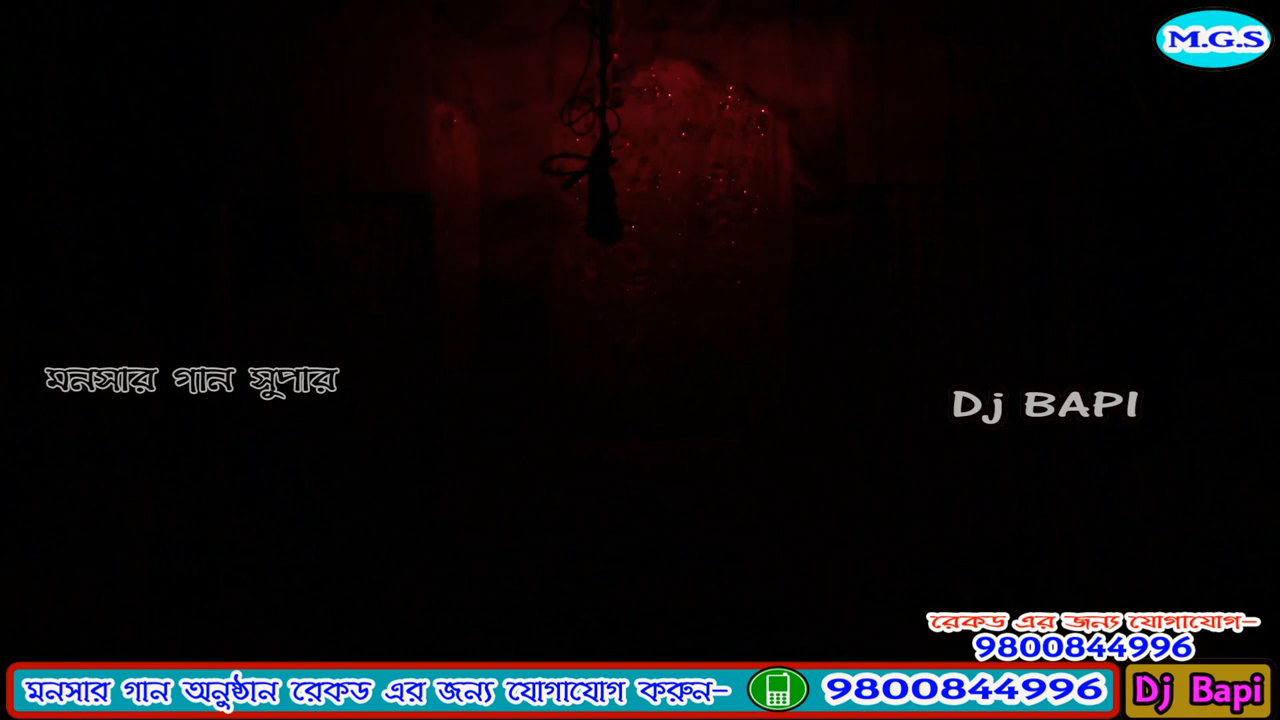 M.G.S
মনসার গান সুপার
Dj BAPI
রেকড এর জন্য যোগাযোগ-
9800844996
মনসার গান অনুষ্ঠান রেকড এর জন্য যোগাযোগ করুন- 9800844996 Dj Bapi